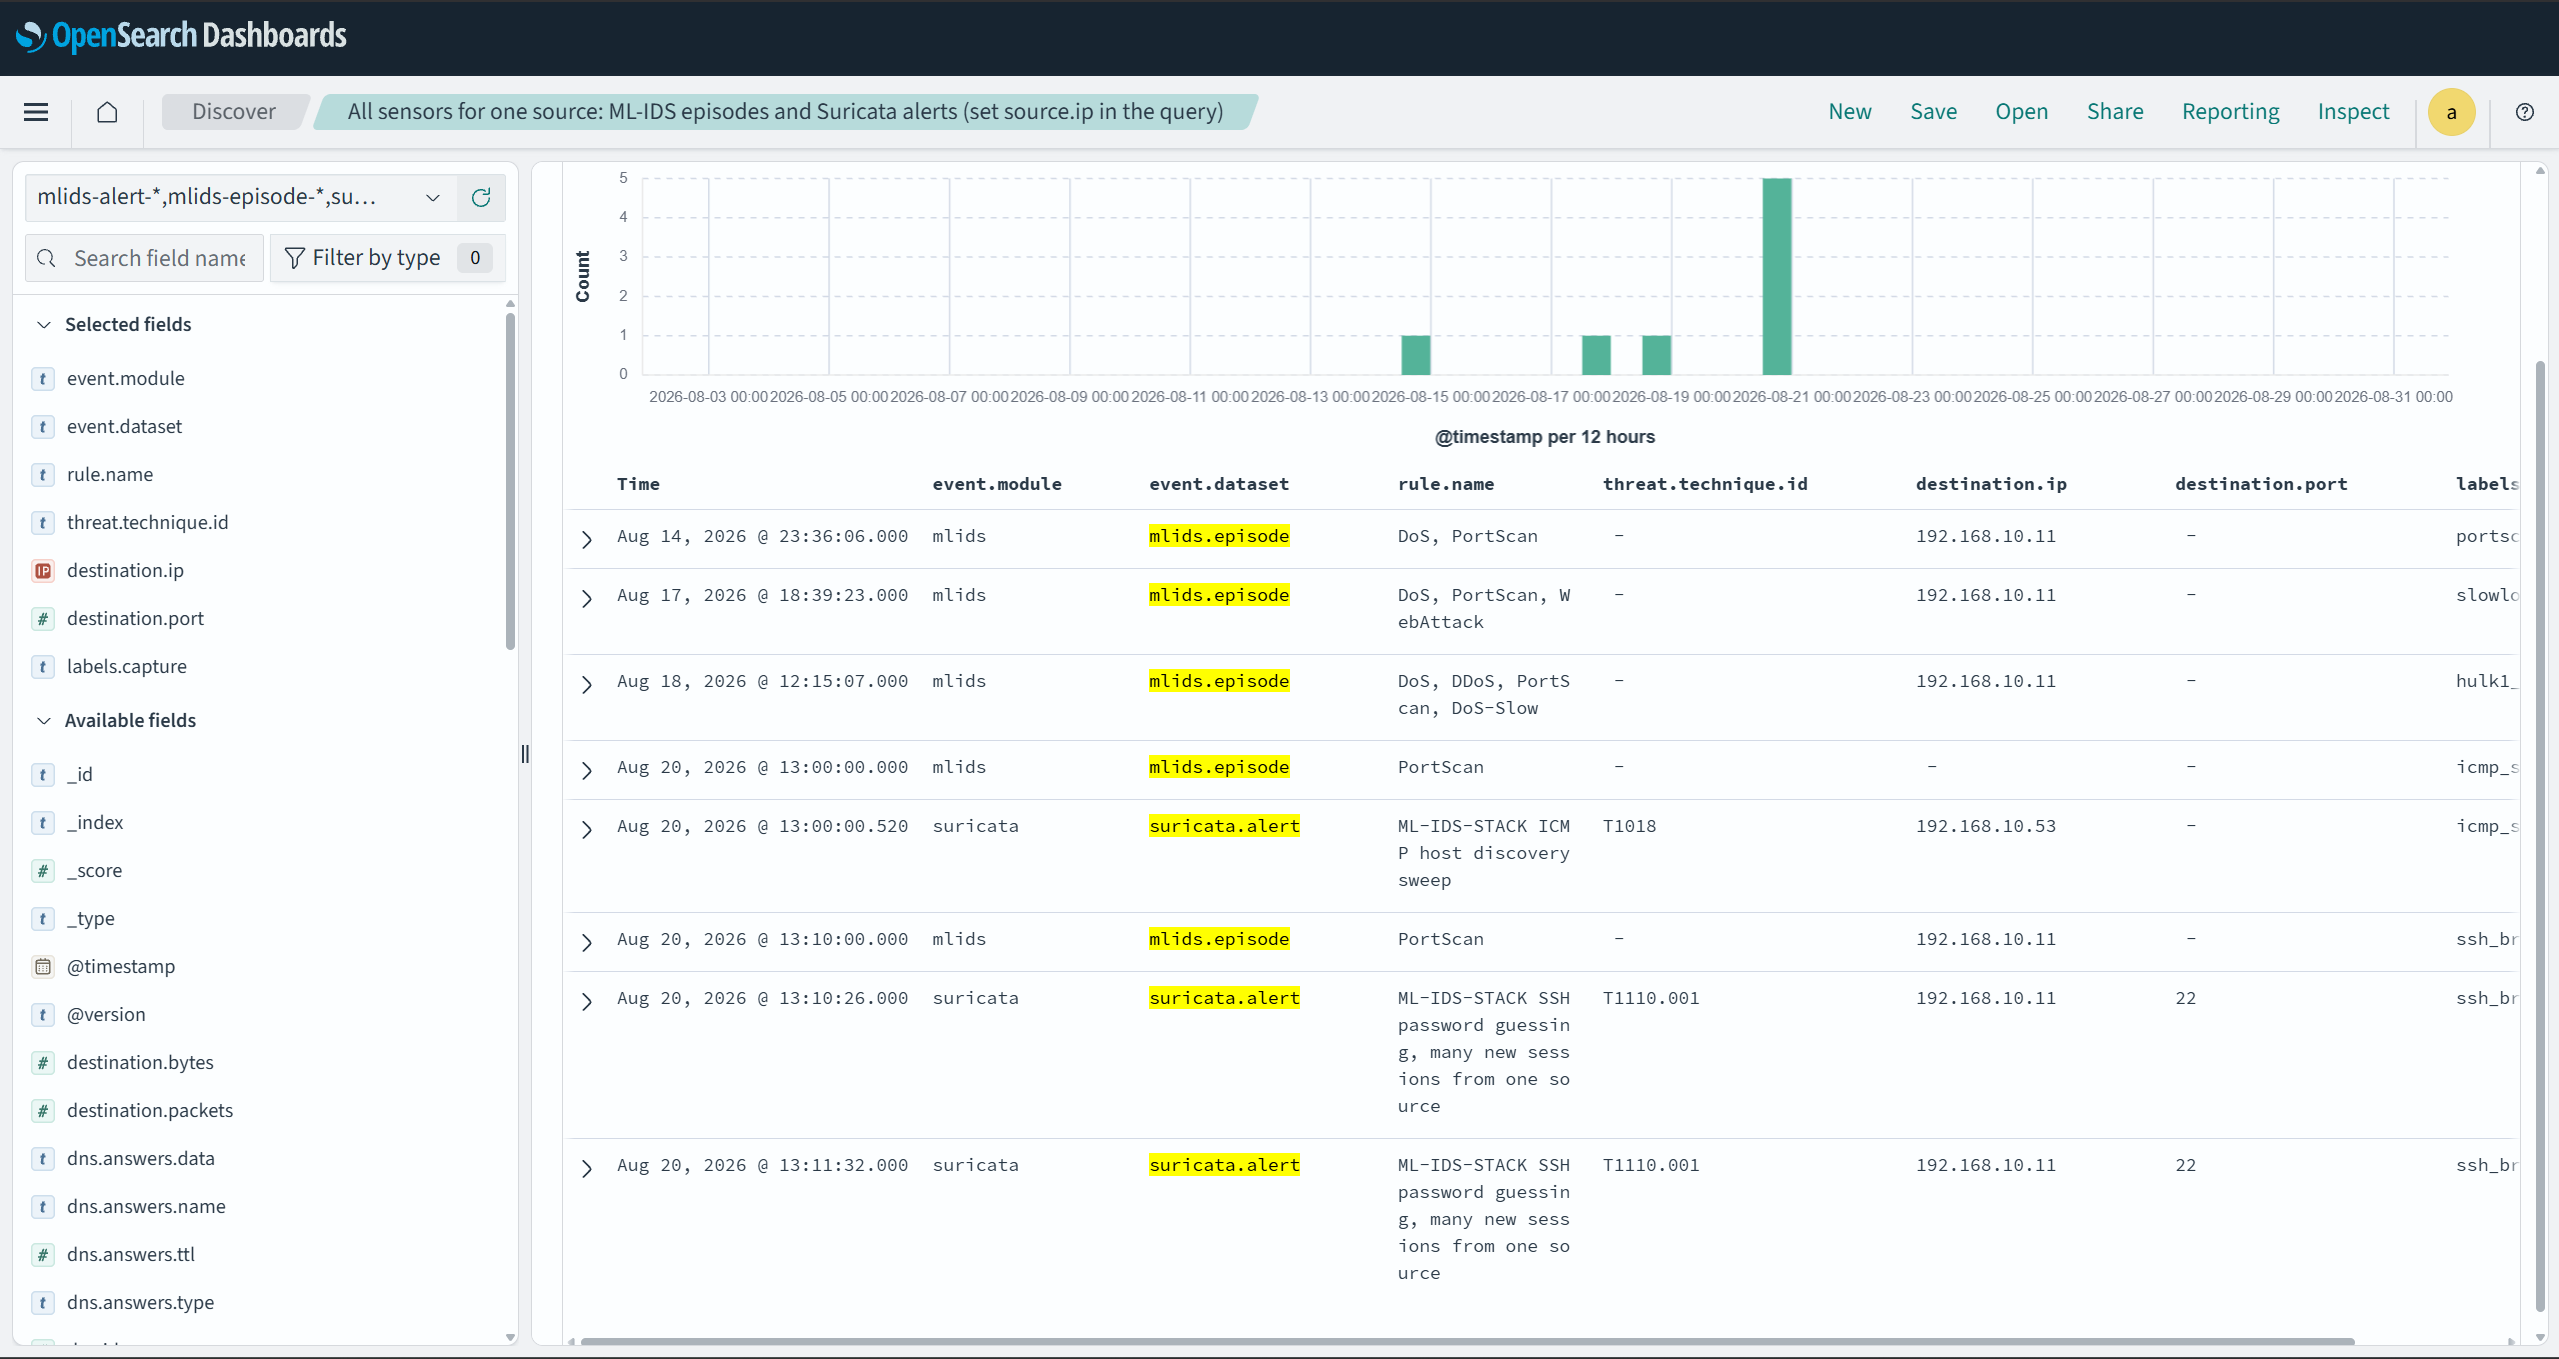 OpenSearch Dashboards
Discover
All sensors for one source: ML-IDS episodes and Suricata alerts (set source.ip in the query)
New Save Open Share Reporting Inspect a
mlids-alert-*,mlids-episode-*,su...
Search field name
Filter by type 0
Selected fields
t event.module
t event.dataset
t rule.name
t threat.technique.id
IP destination.ip
# destination.port
t labels.capture
Available fields
t _id
t _index
# _score
t _type
@timestamp
t @version
# destination.bytes
# destination.packets
t dns.answers.data
t dns.answers.name
# dns.answers.ttl
t dns.answers.type
Count
5
4
3
2
1
0
2026-08-03 00:00 2026-08-05 00:00 2026-08-07 00:00 2026-08-09 00:00 2026-08-11 00:00 2026-08-13 00:00 2026-08-15 00:00 2026-08-17 00:00 2026-08-19 00:00 2026-08-21 00:00 2026-08-23 00:00 2026-08-25 00:00 2026-08-27 00:00 2026-08-29 00:00 2026-08-31 00:00
@timestamp per 12 hours
Time event.module event.dataset rule.name threat.technique.id destination.ip destination.port labels
Aug 14, 2026 @ 23:36:06.000 mlids mlids.episode DoS, PortScan - 192.168.10.11 - portsc
Aug 17, 2026 @ 18:39:23.000 mlids mlids.episode DoS, PortScan, W - 192.168.10.11 - slowlo
ebAttack
Aug 18, 2026 @ 12:15:07.000 mlids mlids.episode DoS, DDoS, PortS - 192.168.10.11 - hulk1_
can, DoS-Slow
Aug 20, 2026 @ 13:00:00.000 mlids mlids.episode PortScan - - - icmp_s
Aug 20, 2026 @ 13:00:00.520 suricata suricata.alert ML-IDS-STACK ICM T1018 192.168.10.53 - icmp_s
P host discovery
sweep
Aug 20, 2026 @ 13:10:00.000 mlids mlids.episode PortScan - 192.168.10.11 - ssh_br
Aug 20, 2026 @ 13:10:26.000 suricata suricata.alert ML-IDS-STACK SSH T1110.001 192.168.10.11 22 ssh_br
password guessin
g, many new sess
ions from one so
urce
Aug 20, 2026 @ 13:11:32.000 suricata suricata.alert ML-IDS-STACK SSH T1110.001 192.168.10.11 22 ssh_br
password guessin
g, many new sess
ions from one so
urce